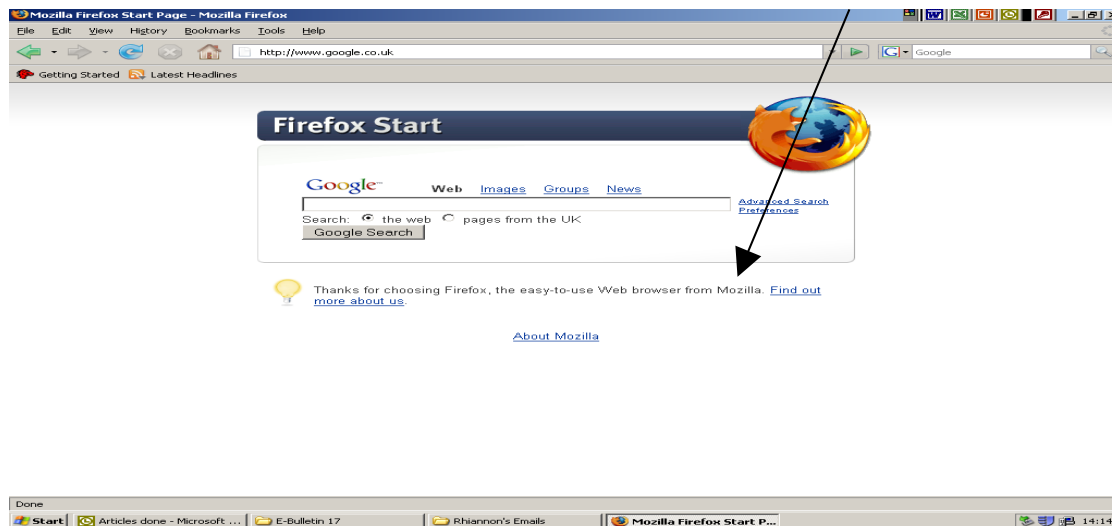 Mozilla Firefox Start Page - Mozilla Firefox
File Edit View History Bookmarks Tools Help
http://www.google.co.uk
G Google
Getting Started Latest Headlines
Firefox Start
Google™ Web Images Groups News
Advanced Search
Preferences
Search: the web pages from the UK
Google Search
Thanks for choosing Firefox, the easy-to-use Web browser from Mozilla. Find out
more about us.
About Mozilla
Done
Start Articles done - Microsoft ... E-Bulletin 17 Rhiannon's Emails Mozilla Firefox Start P... 14:14